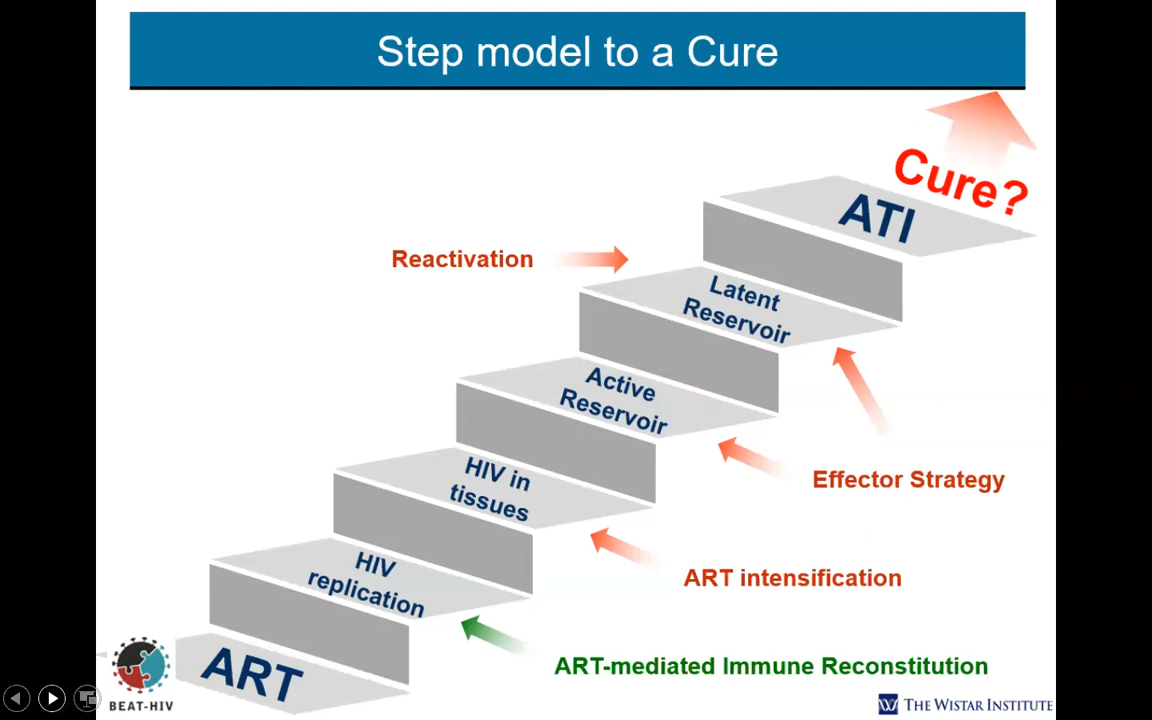 Step model to a Cure
Cure?
ATI
Reactivation
Latent
Reservoir
Active
Reservoir
Effector Strategy
HIV in
tissues
ART intensification
HIV
replication
ART-mediated Immune Reconstitution
ART
BEAT-HIV
THE WISTAR INSTITUTE